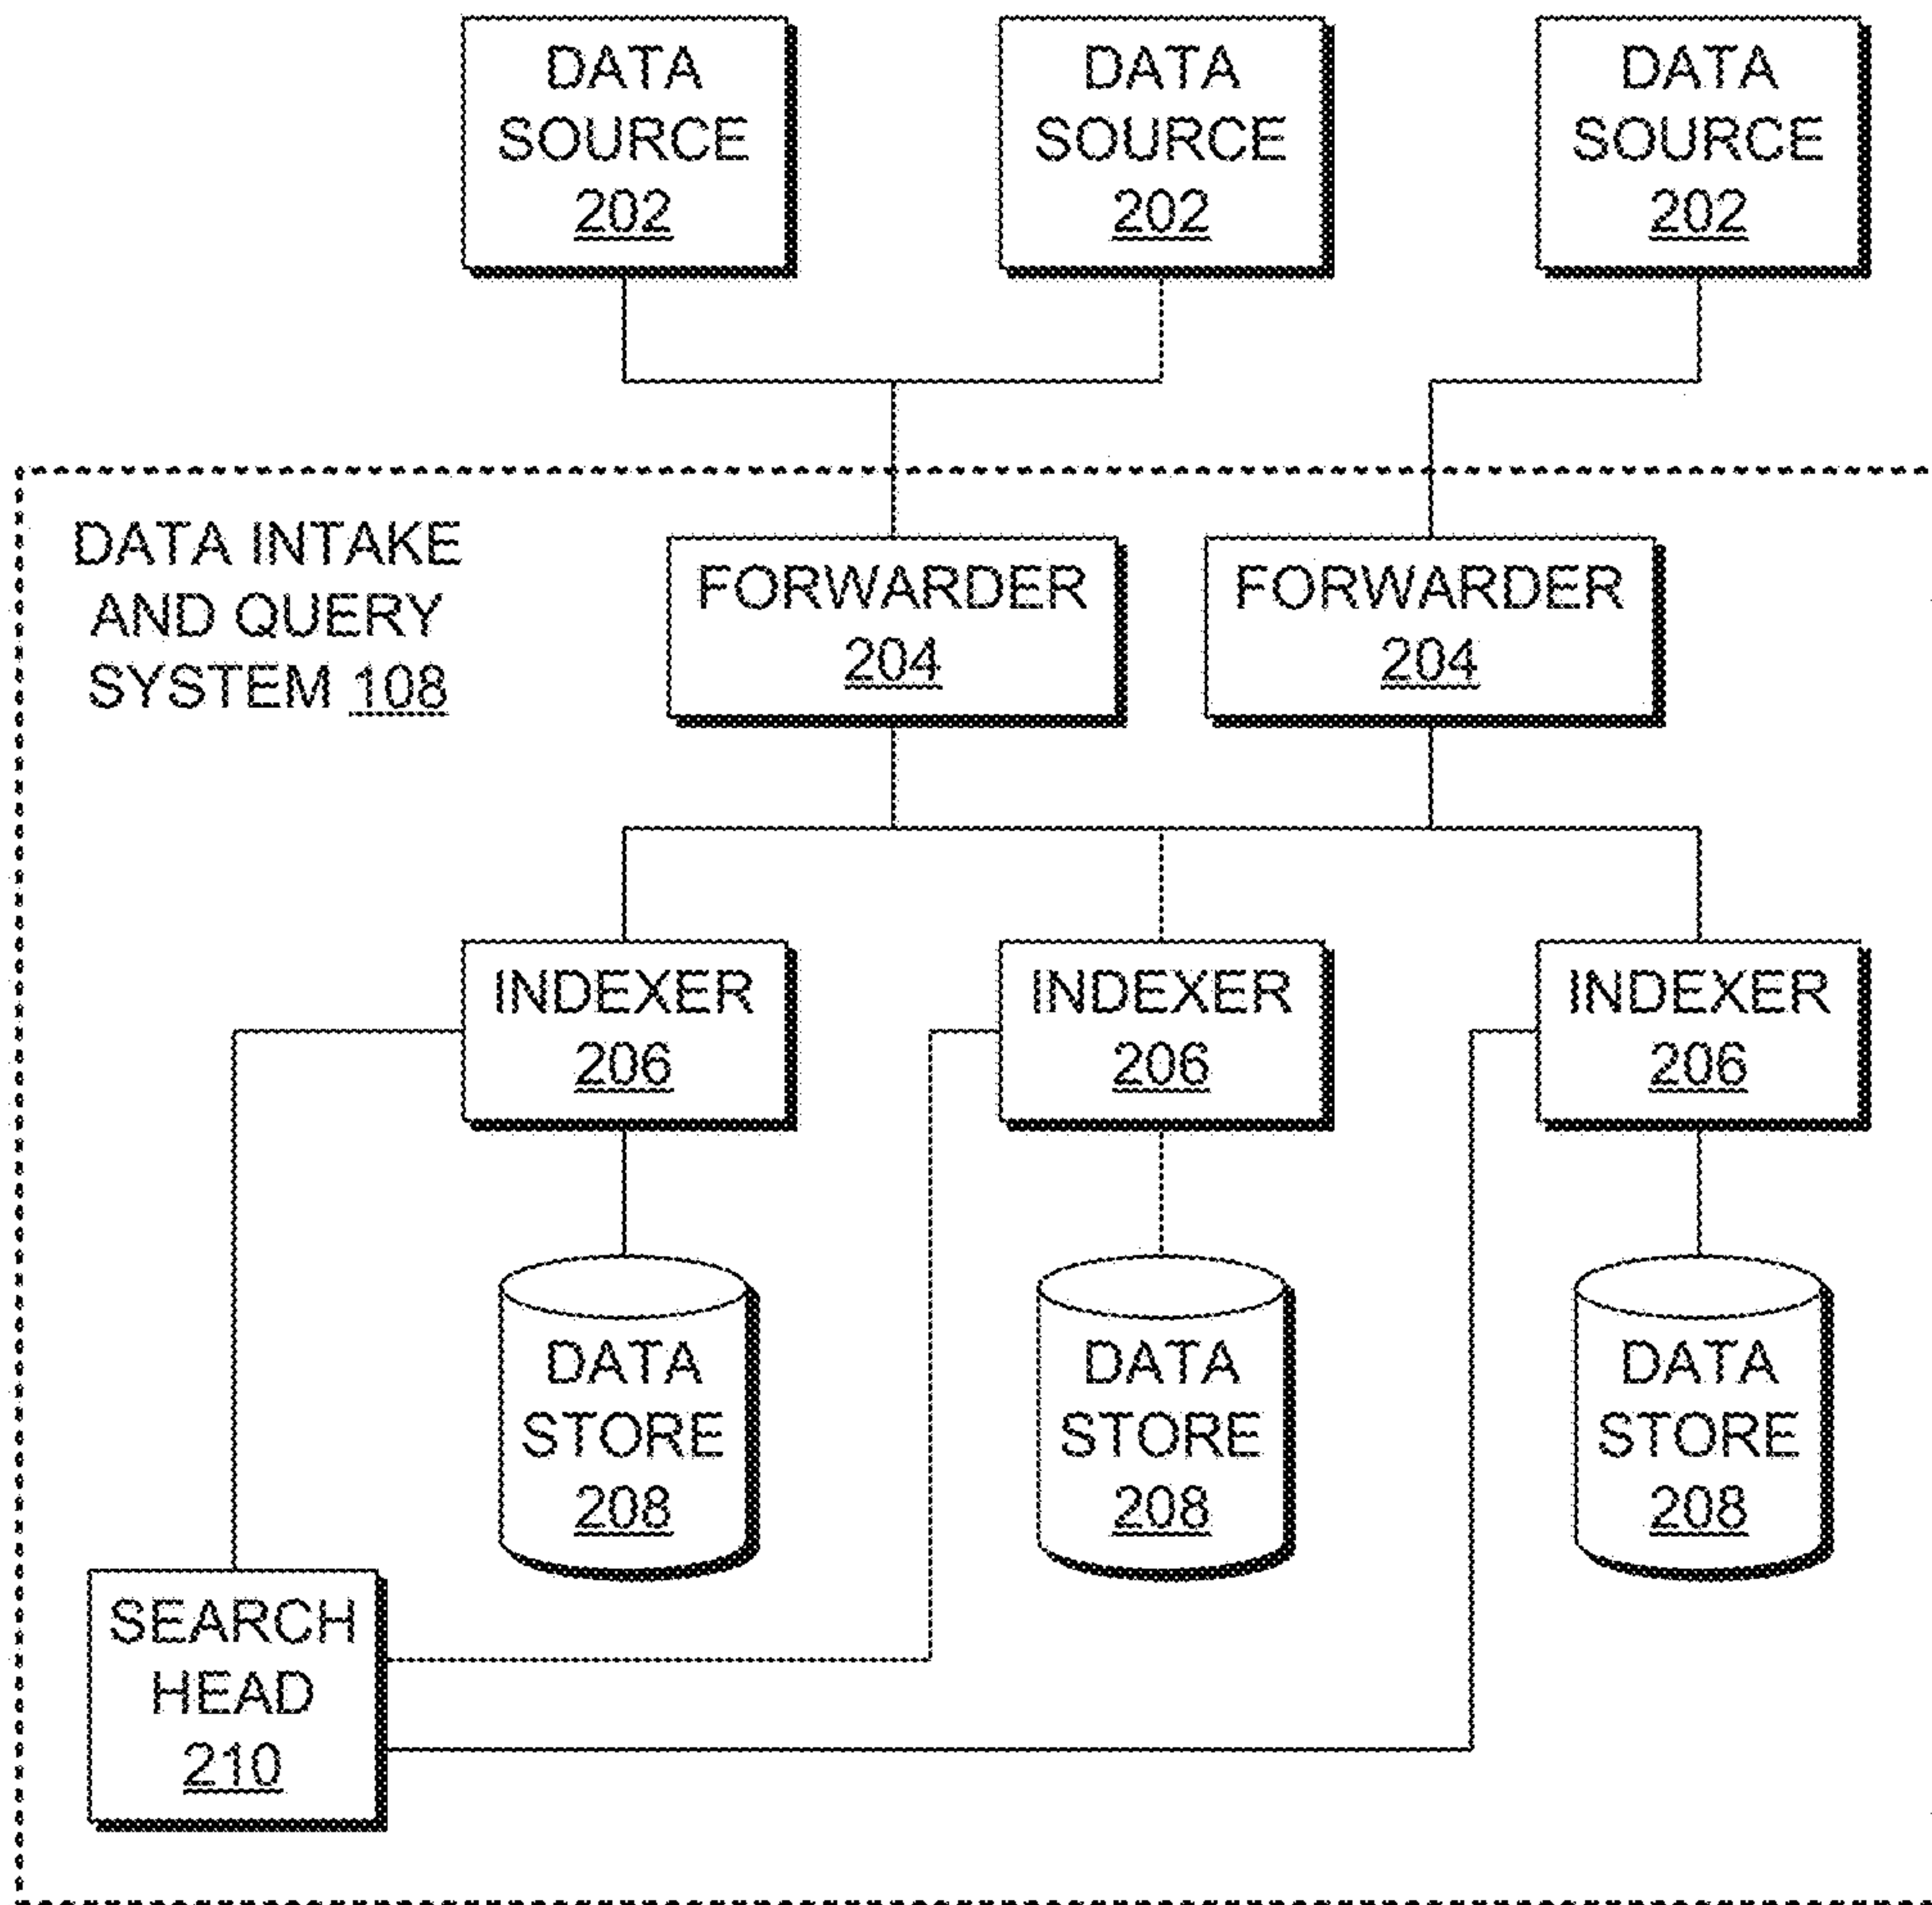 DATA
SOURCE
202
DATA
SOURCE
202
DATA
SOURCE
202
DATA INTAKE
AND QUERY
SYSTEM 108
FORWARDER
204
FORWARDER
204
INDEXER
206
INDEXER
206
INDEXER
206
DATA
STORE
208
DATA
STORE
208
DATA
STORE
208
SEARCH
HEAD
210